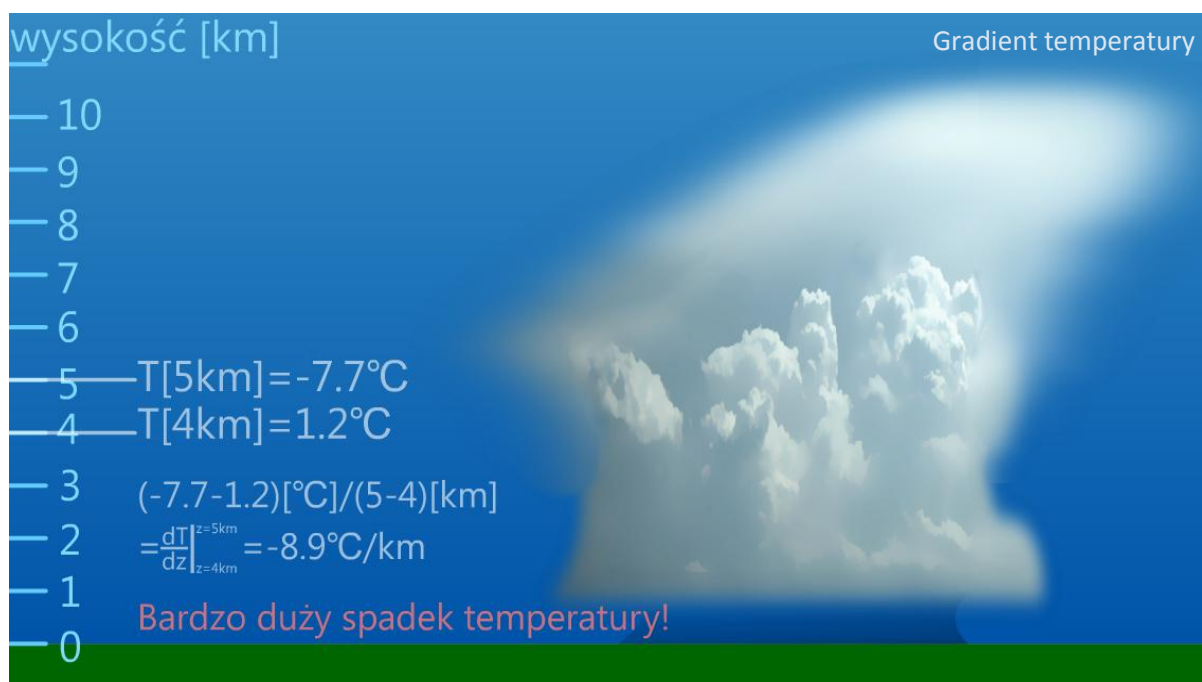 wysokość [km]
Gradient temperatury
10
9
8
7
6
5
T[5km]=-7.7℃
4
T[4km]=1.2℃
3
(-7.7-1.2)[℃]/(5-4)[km]
2
=dT/dz|z=5km z=4km =-8.9℃/km
1
Bardzo duży spadek temperatury!
0